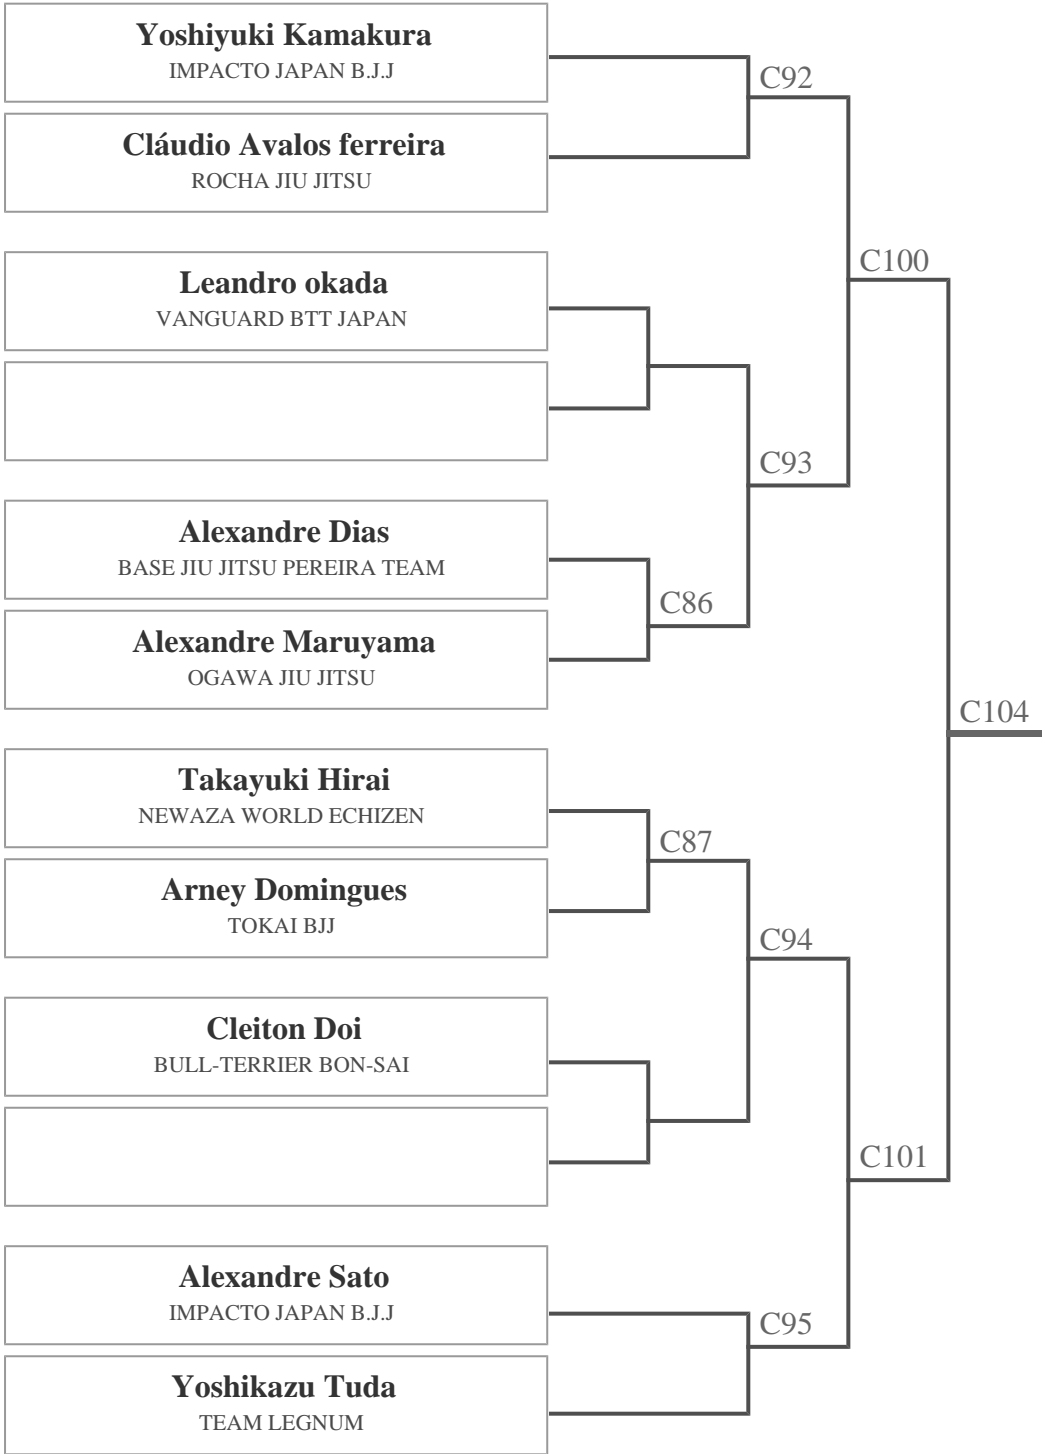 Yoshiyuki Kamakura
IMPACTO JAPAN B.J.J
C92
Cláudio Avalos ferreira
ROCHA JIU JITSU
C100
Leandro okada
VANGUARD BTT JAPAN
C93
Alexandre Dias
BASE JIU JITSU PEREIRA TEAM
C86
Alexandre Maruyama
OGAWA JIU JITSU
C104
Takayuki Hirai
NEWAZA WORLD ECHIZEN
C87
Arney Domingues
TOKAI BJJ
C94
Cleiton Doi
BULL-TERRIER BON-SAI
C101
Alexandre Sato
IMPACTO JAPAN B.J.J
C95
Yoshikazu Tuda
TEAM LEGNUM